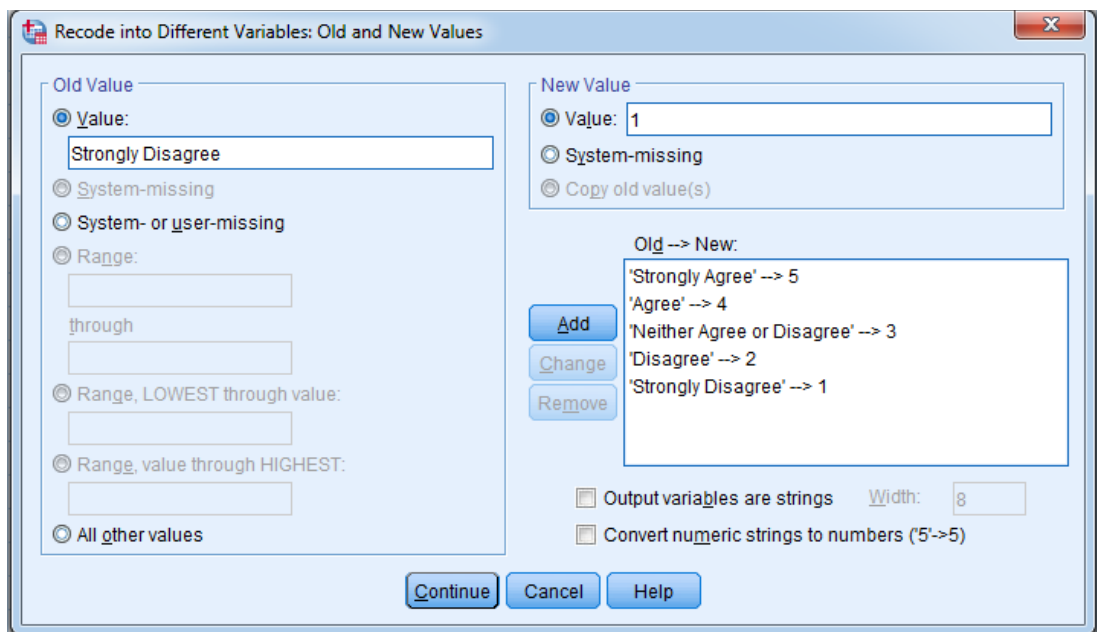 Recode into Different Variables: Old and New Values
X
Old Value
Value:
Strongly Disagree
System-missing
System- or user-missing
Range:
through
Range, LOWEST through value:
Range, value through HIGHEST:
All other values
New Value
Value: 1
System-missing
Copy old value(s)
Old --> New:
'Strongly Agree' --> 5
'Agree' --> 4
'Neither Agree or Disagree' --> 3
'Disagree' --> 2
'Strongly Disagree' --> 1
Add
Change
Remove
Output variables are strings Width: 8
Convert numeric strings to numbers ('5'->5)
Continue Cancel Help